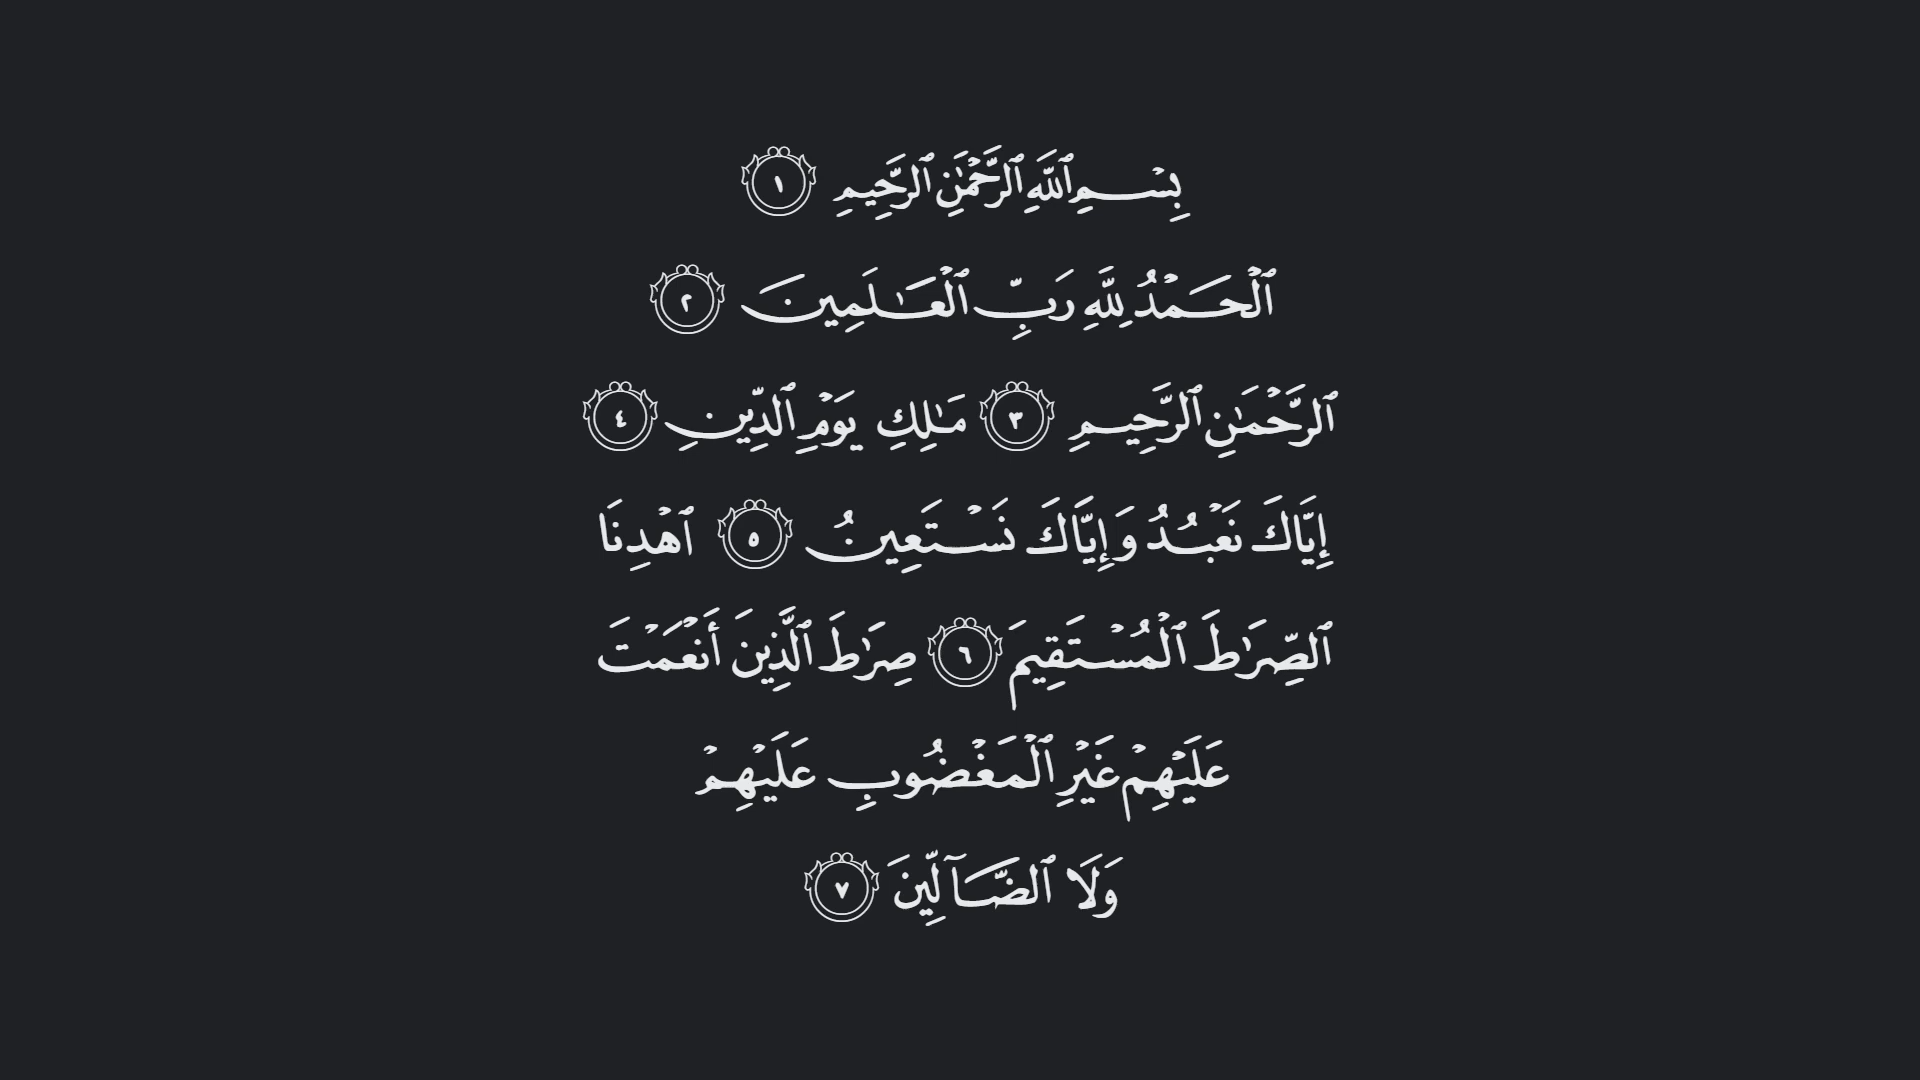 بِسْمِ ٱللَّهِ ٱلرَّحْمَٰنِ ٱلرَّحِيمِ ١
ٱلْحَمْدُ لِلَّهِ رَبِّ ٱلْعَٰلَمِينَ ٢
ٱلرَّحْمَٰنِ ٱلرَّحِيمِ ٣ مَٰلِكِ يَوْمِ ٱلدِّينِ ٤
إِيَّاكَ نَعْبُدُ وَإِيَّاكَ نَسْتَعِينُ ٥ ٱهْدِنَا
ٱلصِّرَٰطَ ٱلْمُسْتَقِيمَ ٦ صِرَٰطَ ٱلَّذِينَ أَنْعَمْتَ
عَلَيْهِمْ غَيْرِ ٱلْمَغْضُوبِ عَلَيْهِمْ
وَلَا ٱلضَّآلِّينَ ٧